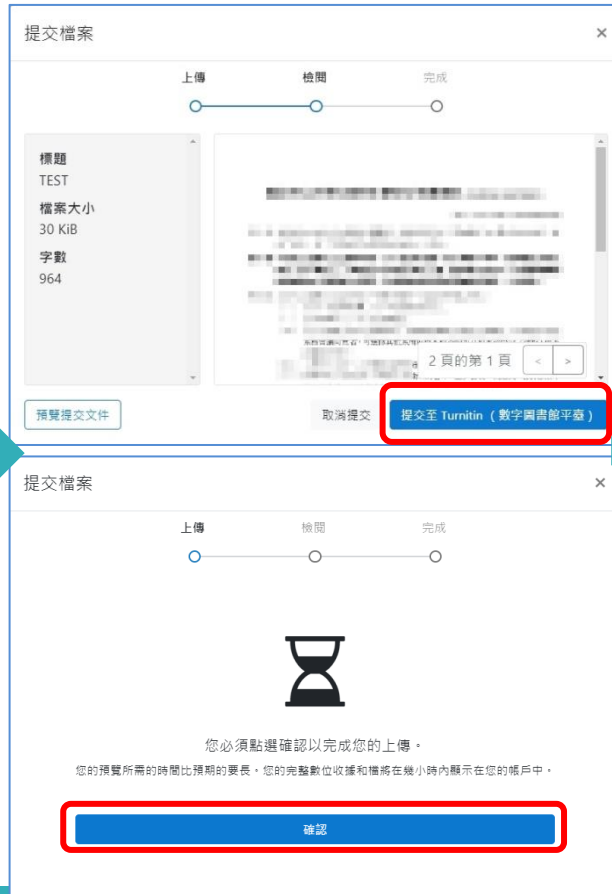 提交檔案
×
上傳 檢閱 完成
標題
TEST
檔案大小
30 KiB
字數
964
2 頁的第 1 頁 < >
預覽提交文件
取消提交
提交至 Turnitin （數字圖書館平臺）
提交檔案
×
上傳 檢閱 完成
您必須點選確認以完成您的上傳。
您的預覽所需的時間比預期的要長。您的完整數位收據和檔將在幾小時內顯示在您的帳戶中。
確認